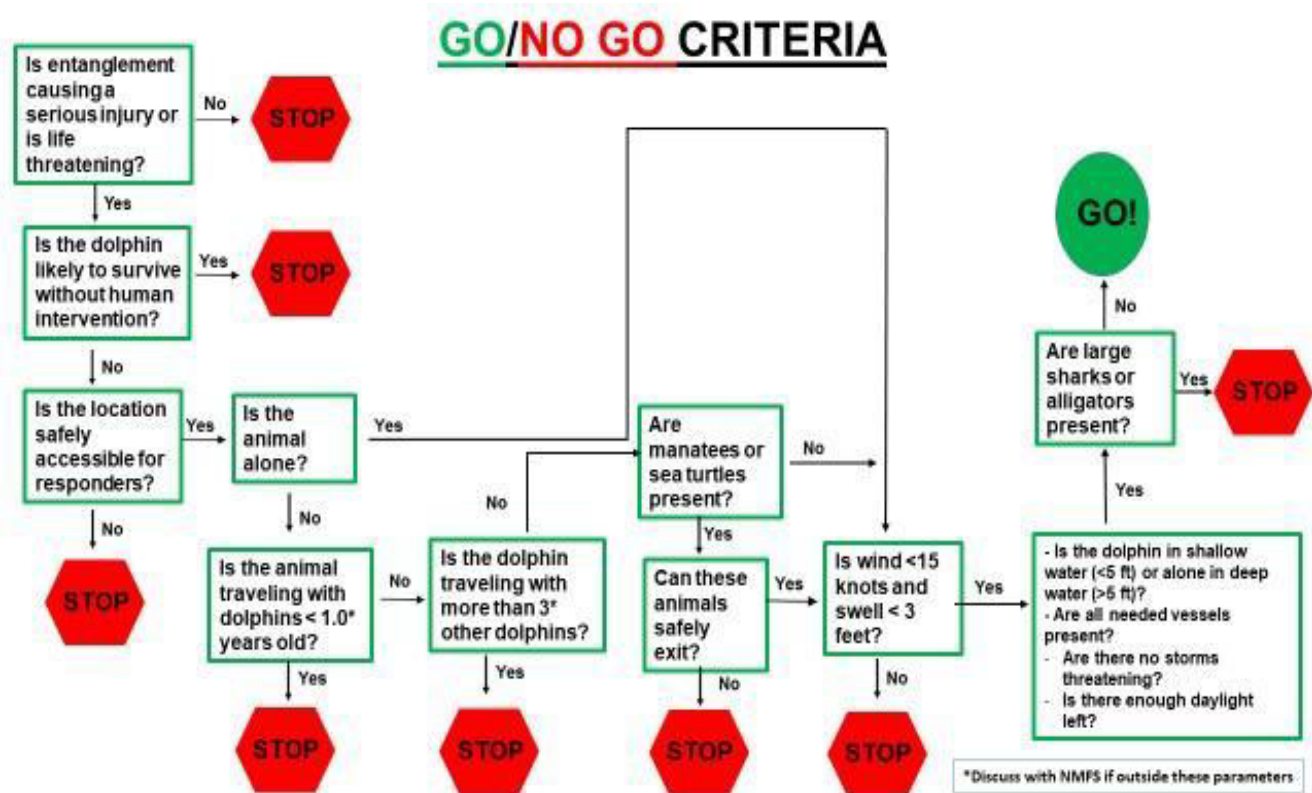 GO/NO GO CRITERIA
Is entanglement
causing a
serious injury or
is life
threatening?
No
STOP
Yes
Is the dolphin
likely to survive
without human
intervention?
Yes
STOP
No
Is the location
safely
accessible for
responders?
Yes
No
STOP
Is the
animal
alone?
Yes
No
Is the animal
traveling with
dolphins < 1.0*
years old?
No
Yes
STOP
Is the dolphin
traveling with
more than 3*
other dolphins?
No
Yes
STOP
Are
manatees or
sea turtles
present?
No
Yes
Can these
animals
safely
exit?
Yes
No
STOP
Is wind <15
knots and
swell < 3
feet?
Yes
No
STOP
- Is the dolphin in shallow
water (<5 ft) or alone in deep
water (>5 ft)?
- Are all needed vessels
present?
- Are there no storms
threatening?
- Is there enough daylight
left?
Yes
Are large
sharks or
alligators
present?
Yes
STOP
No
GO!
*Discuss with NMFS if outside these parameters